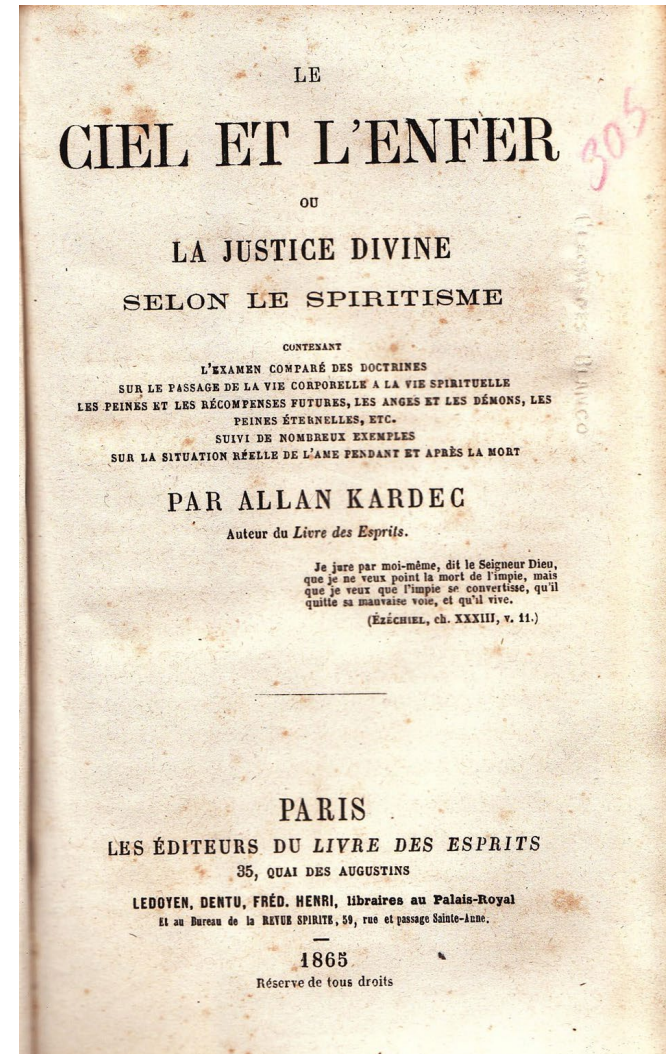 LE
CIEL ET L'ENFER
305
OU
LA JUSTICE DIVINE
SELON LE SPIRITISME
CONTENANT
L'EXAMEN COMPARÉ DES DOCTRINES
SUR LE PASSAGE DE LA VIE CORPORELLE A LA VIE SPIRITUELLE
LES PEINES ET LES RÉCOMPENSES FUTURES, LES ANGES ET LES DÉMONS, LES
PEINES ÉTERNELLES, ETC.
SUIVI DE NOMBREUX EXEMPLES
SUR LA SITUATION RÉELLE DE L'AME PENDANT ET APRÈS LA MORT
PAR ALLAN KARDEC
Auteur du Livre des Esprits.
Je jure par moi-même, dit le Seigneur Dieu,
que je ne veux point la mort de l'impie, mais
que je veux que l'impie se convertisse, qu'il
quitte sa mauvaise voie, et qu'il vive.
(ÉZÉCHIEL, ch. XXXIII, v. 11.)
PARIS
LES ÉDITEURS DU LIVRE DES ESPRITS
35, QUAI DES AUGUSTINS
LEDOYEN, DENTU, FRÉD. HENRI, libraires au Palais-Royal
Et au Bureau de la REVUE SPIRITE, 59, rue et passage Sainte-Anne.
1865
Réserve de tous droits